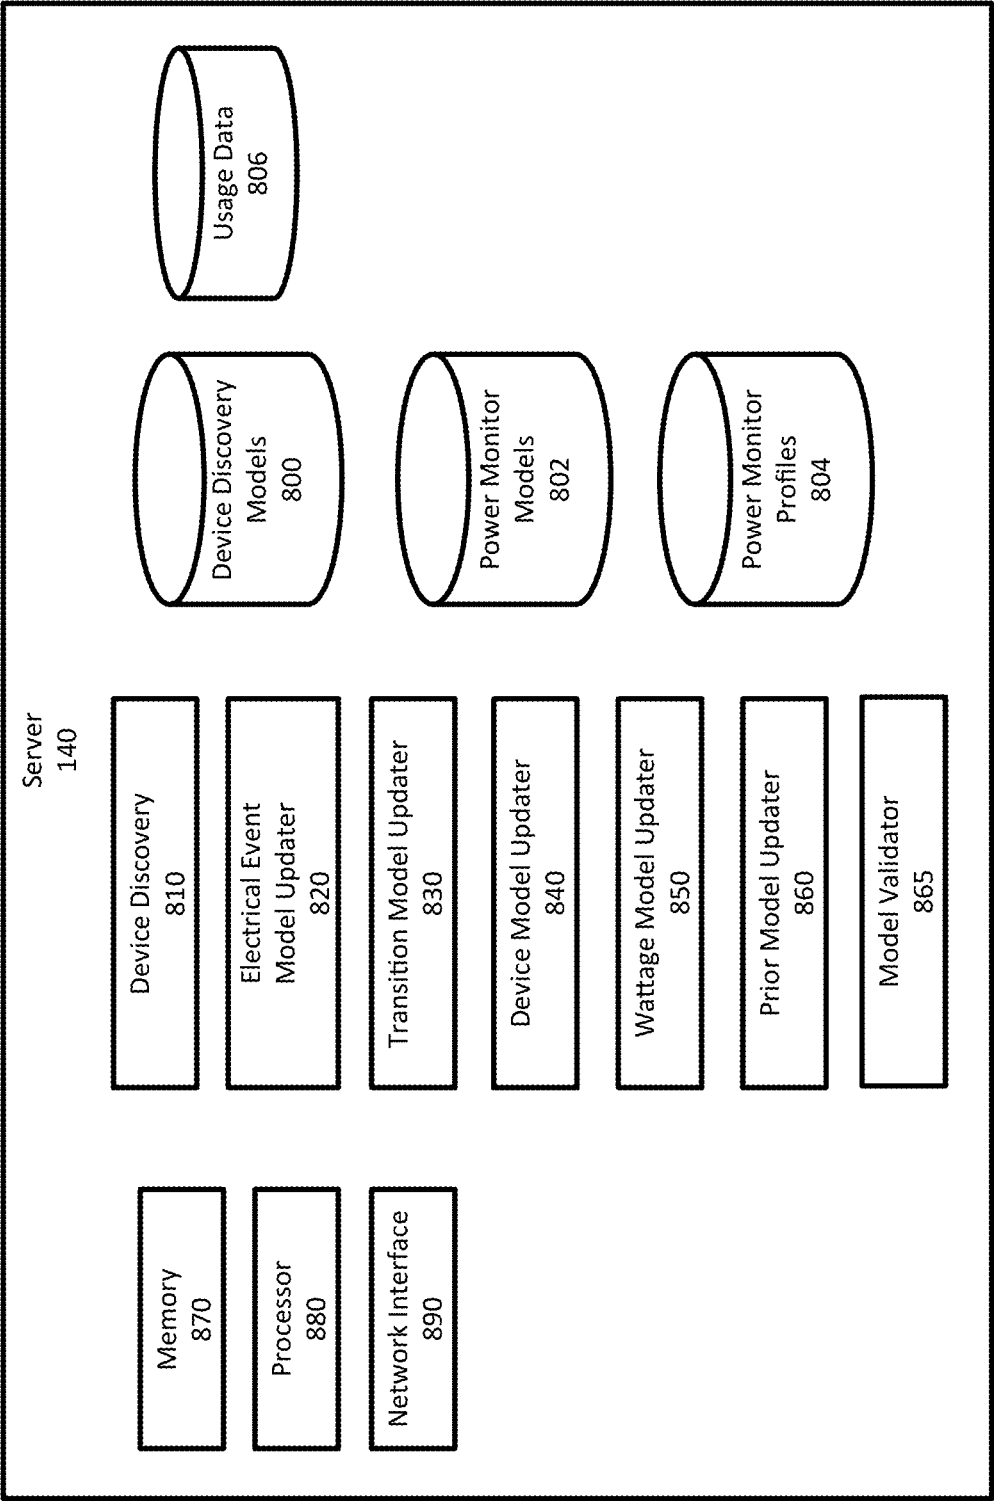 Server
140
Memory
870
Processor
880
Network Interface
890
Device Discovery
810
Electrical Event
Model Updater
820
Transition Model Updater
830
Device Model Updater
840
Wattage Model Updater
850
Prior Model Updater
860
Model Validator
865
Device Discovery
Models
800
Power Monitor
Models
802
Power Monitor
Profiles
804
Usage Data
806